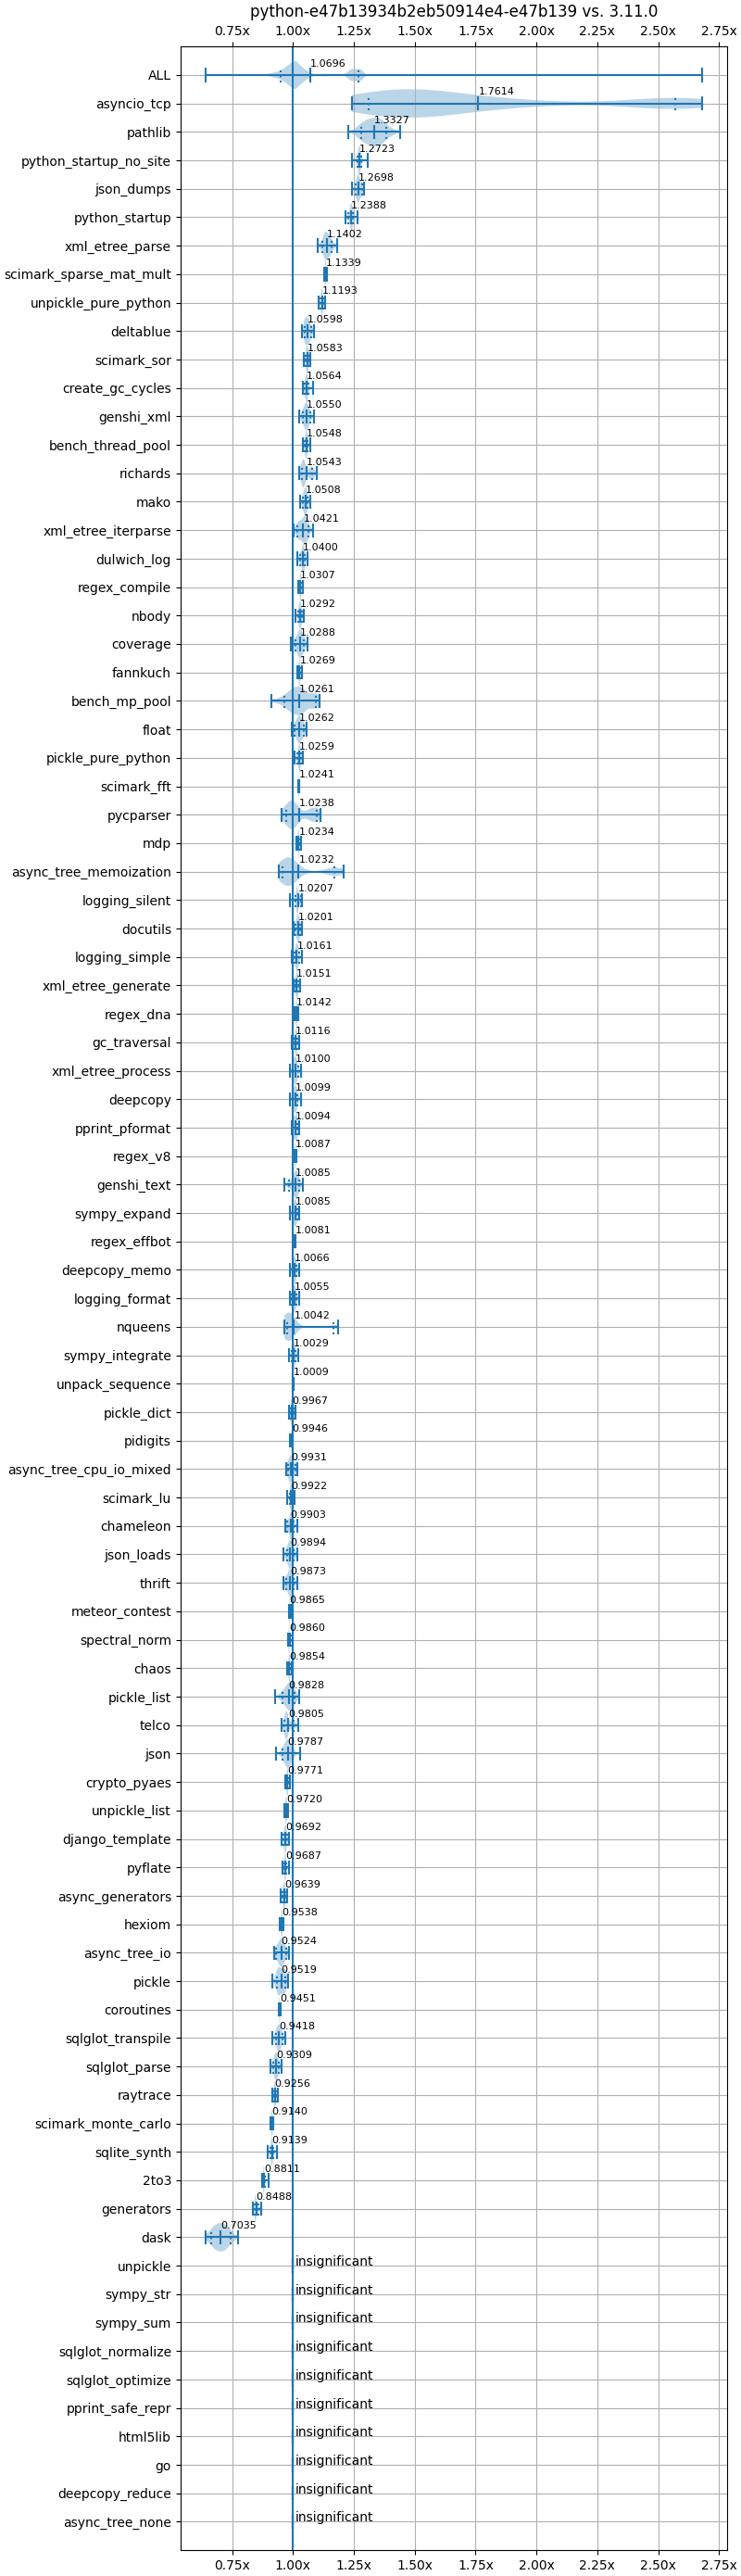 python-e47b13934b2eb50914e4-e47b139 vs. 3.11.0
0.75x 1.00x 1.25x 1.50x 1.75x 2.00x 2.25x 2.50x 2.75x
ALL 1.0696
asyncio_tcp 1.7614
pathlib 1.3327
python_startup_no_site 1.2723
json_dumps 1.2698
python_startup 1.2388
xml_etree_parse 1.1402
scimark_sparse_mat_mult 1.1339
unpickle_pure_python 1.1193
deltablue 1.0598
scimark_sor 1.0583
create_gc_cycles 1.0564
genshi_xml 1.0550
bench_thread_pool 1.0548
richards 1.0543
mako 1.0508
xml_etree_iterparse 1.0421
dulwich_log 1.0400
regex_compile 1.0307
nbody 1.0292
coverage 1.0288
fannkuch 1.0269
bench_mp_pool 1.0261
float 1.0262
pickle_pure_python 1.0259
scimark_fft 1.0241
pycparser 1.0238
mdp 1.0234
async_tree_memoization 1.0232
logging_silent 1.0207
docutils 1.0201
logging_simple 1.0161
xml_etree_generate 1.0151
regex_dna 1.0142
gc_traversal 1.0116
xml_etree_process 1.0100
deepcopy 1.0099
pprint_pformat 1.0094
regex_v8 1.0087
genshi_text 1.0085
sympy_expand 1.0085
regex_effbot 1.0081
deepcopy_memo 1.0066
logging_format 1.0055
nqueens 1.0042
sympy_integrate 1.0029
unpack_sequence 1.0009
pickle_dict 0.9967
pidigits 0.9946
async_tree_cpu_io_mixed 0.9931
scimark_lu 0.9922
chameleon 0.9903
json_loads 0.9894
thrift 0.9873
meteor_contest 0.9865
spectral_norm 0.9860
chaos 0.9854
pickle_list 0.9828
telco 0.9805
json 0.9787
crypto_pyaes 0.9771
unpickle_list 0.9720
django_template 0.9692
pyflate 0.9687
async_generators 0.9639
hexiom 0.9538
async_tree_io 0.9524
pickle 0.9519
coroutines 0.9451
sqlglot_transpile 0.9418
sqlglot_parse 0.9309
raytrace 0.9256
scimark_monte_carlo 0.9140
sqlite_synth 0.9139
2to3 0.8811
generators 0.8488
dask 0.7035
unpickle insignificant
sympy_str insignificant
sympy_sum insignificant
sqlglot_normalize insignificant
sqlglot_optimize insignificant
pprint_safe_repr insignificant
html5lib insignificant
go insignificant
deepcopy_reduce insignificant
async_tree_none insignificant
0.75x 1.00x 1.25x 1.50x 1.75x 2.00x 2.25x 2.50x 2.75x